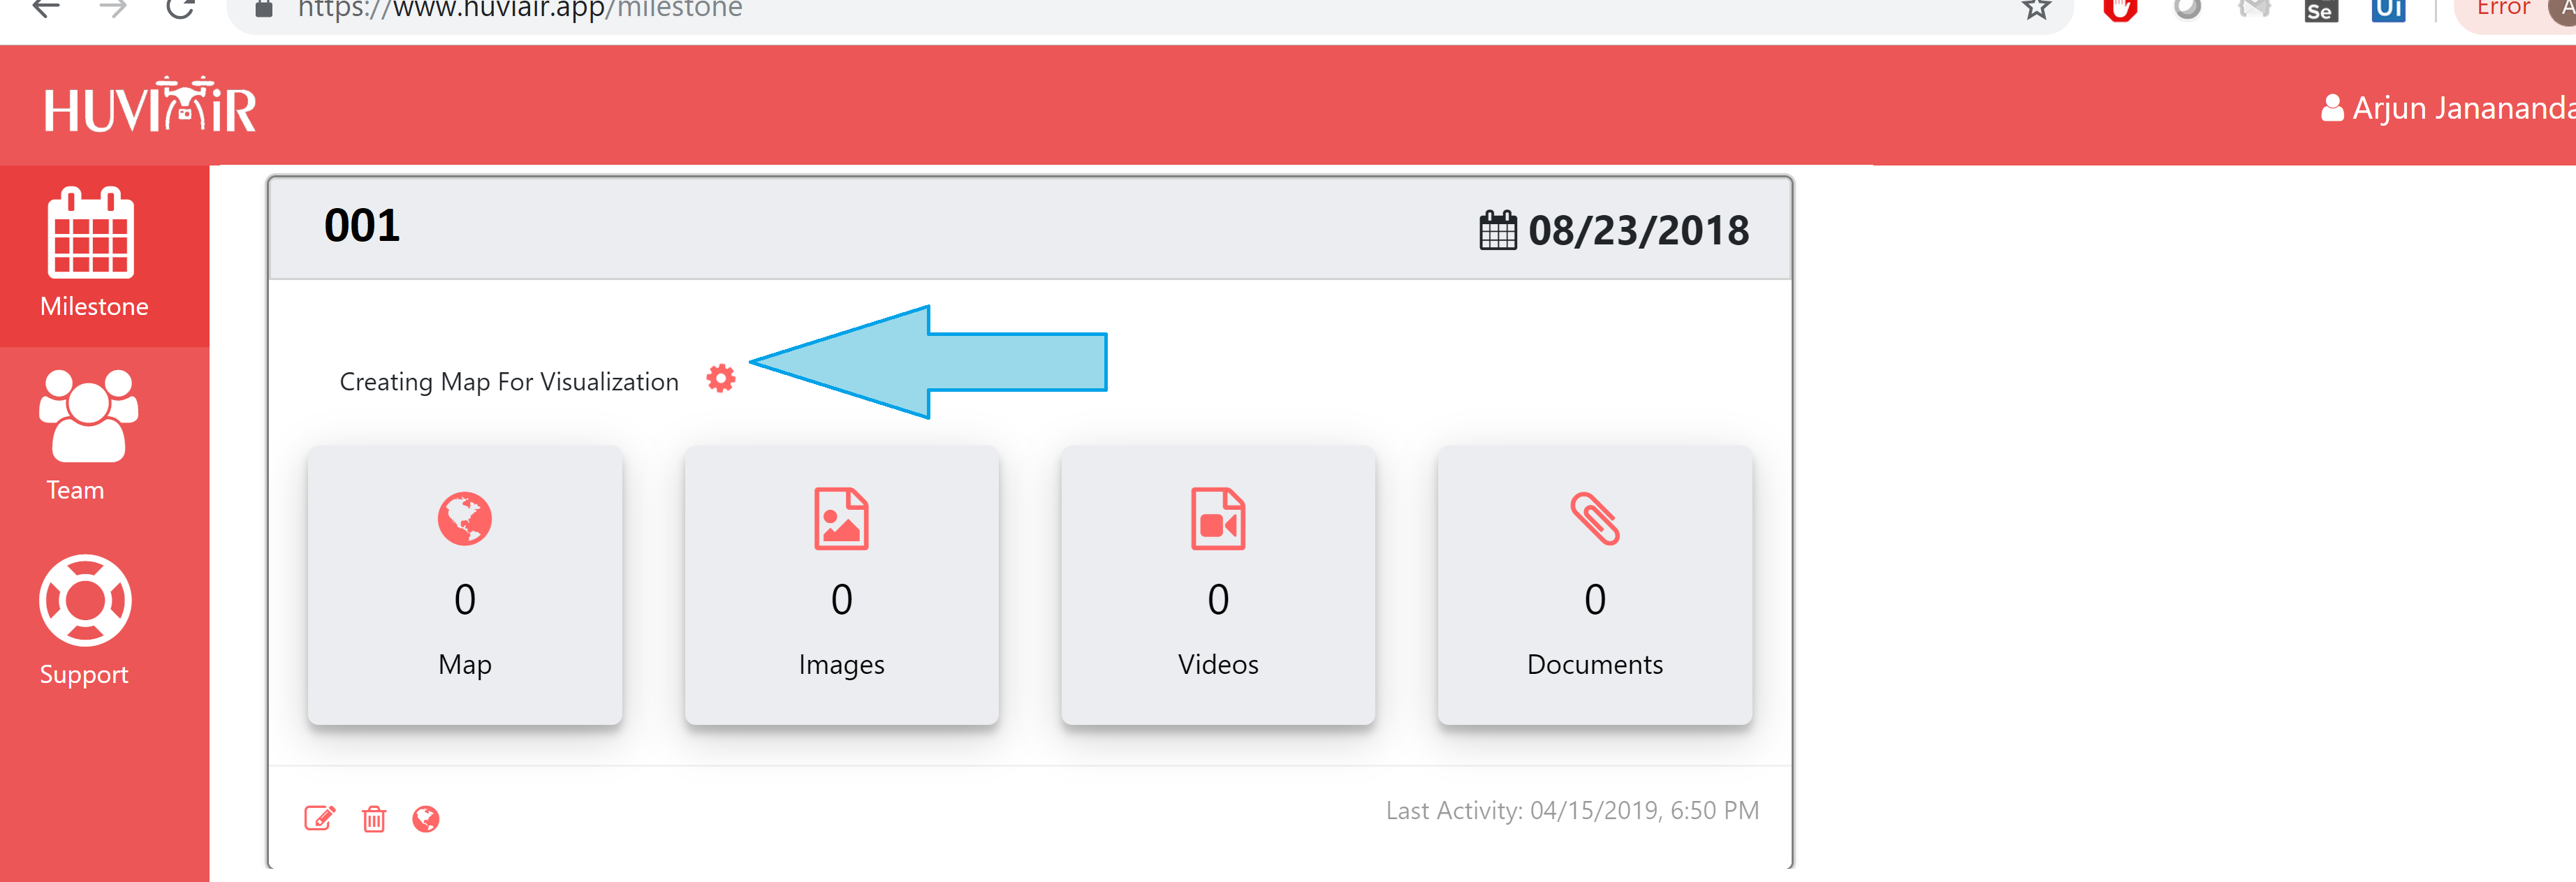 https://www.huviair.app/milestone
Se
Ui
Error
A
HUVIAiR
Arjun Janananda
Milestone
Team
Support
001
08/23/2018
Creating Map For Visualization
0
Map
0
Images
0
Videos
0
Documents
Last Activity: 04/15/2019, 6:50 PM